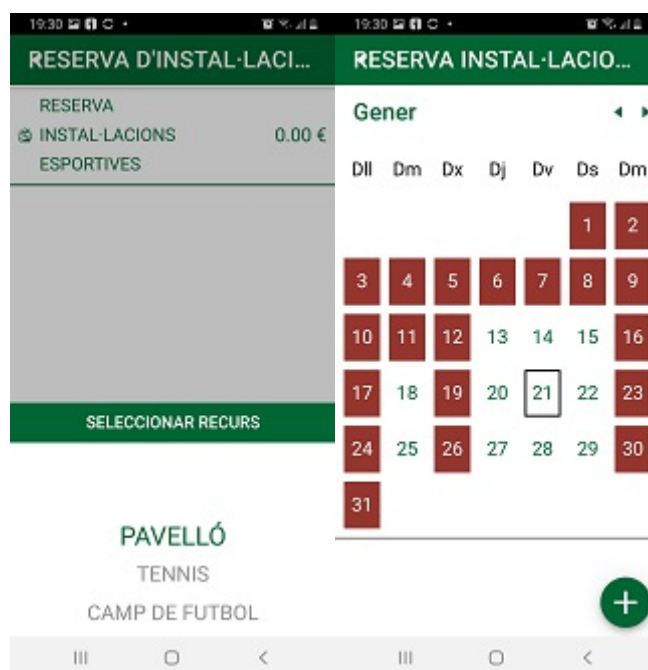 19:30
RESERVA D'INSTAL·LACI...
RESERVA
INSTAL·LACIONS 0.00 €
ESPORTIVES
SELECCIONAR RECURS
PAVELLÓ
TENNIS
CAMP DE FUTBOL
19:30
RESERVA INSTAL·LACIO...
Gener
Dll Dm Dx Dj Dv Ds Dm
1 2
3 4 5 6 7 8 9
10 11 12 13 14 15 16
17 18 19 20 21 22 23
24 25 26 27 28 29 30
31